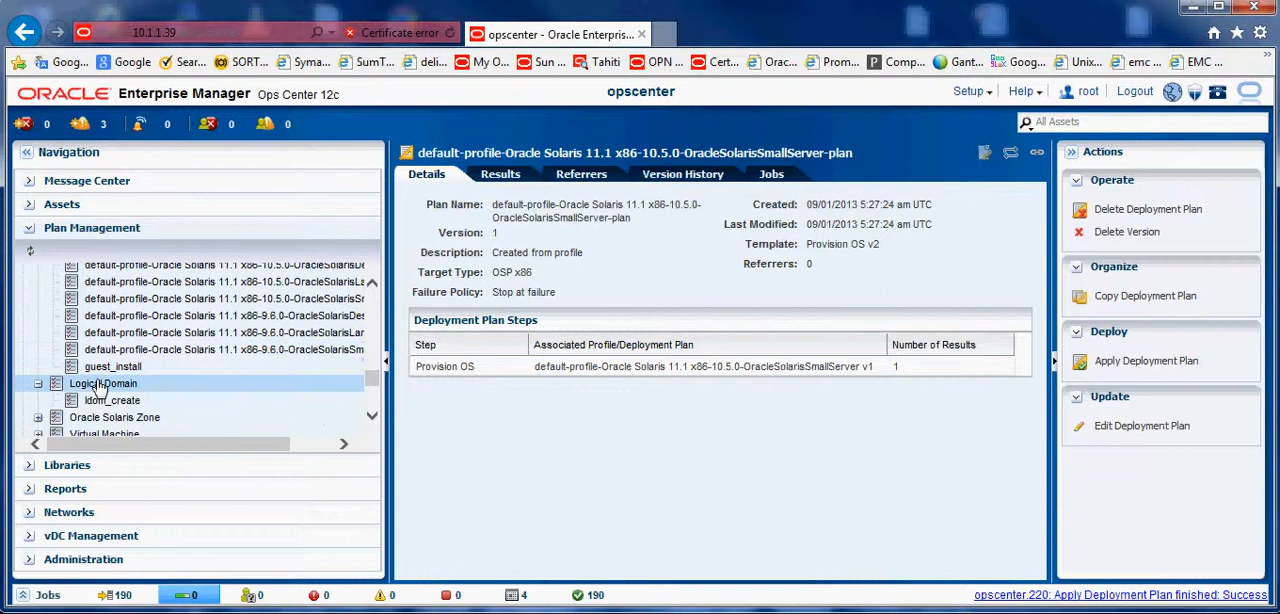 10.1.1.39
Certificate error
opscenter - Oracle Enterpris...
Goog...
Google
Sear...
SORT...
Syma...
SumT...
deli...
My O...
Sun ...
Tahiti
OPN ...
Cert...
Orac...
Prom...
Comp...
Gant...
Goog...
Unix...
emc ...
EMC ...
ORACLE Enterprise Manager Ops Center 12c
opscenter
Setup
Help
root
Logout
0
3
0
0
0
All Assets
Navigation
Message Center
Assets
Plan Management
default-profile-Oracle Solaris 11.1 x86-10.5.0-OracleSolarisDe
default-profile-Oracle Solaris 11.1 x86-10.5.0-OracleSolarisLa
default-profile-Oracle Solaris 11.1 x86-10.5.0-OracleSolarisSr
default-profile-Oracle Solaris 11.1 x86-9.6.0-OracleSolarisDes
default-profile-Oracle Solaris 11.1 x86-9.6.0-OracleSolarisLar
default-profile-Oracle Solaris 11.1 x86-9.6.0-OracleSolarisSm
guest_install
Logical Domain
ldom_create
Oracle Solaris Zone
Virtual Machine
Libraries
Reports
Networks
vDC Management
Administration
default-profile-Oracle Solaris 11.1 x86-10.5.0-OracleSolarisSmallServer-plan
Details
Results
Referrers
Version History
Jobs
Plan Name: default-profile-Oracle Solaris 11.1 x86-10.5.0-
OracleSolarisSmallServer-plan
Version: 1
Description: Created from profile
Target Type: OSP x86
Failure Policy: Stop at failure
Created: 09/01/2013 5:27:24 am UTC
Last Modified: 09/01/2013 5:27:24 am UTC
Template: Provision OS v2
Referrers: 0
Deployment Plan Steps
Step
Associated Profile/Deployment Plan
Number of Results
Provision OS
default-profile-Oracle Solaris 11.1 x86-10.5.0-OracleSolarisSmallServer v1
1
Actions
Operate
Delete Deployment Plan
Delete Version
Organize
Copy Deployment Plan
Deploy
Apply Deployment Plan
Update
Edit Deployment Plan
Jobs
190
0
0
0
0
0
4
190
opscenter.220: Apply Deployment Plan finished: Success